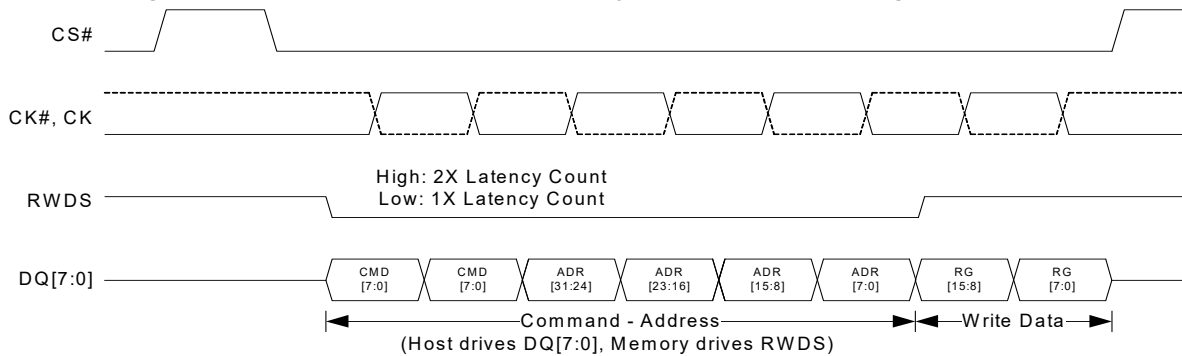 CS#
CK#, CK
High: 2X Latency Count
Low: 1X Latency Count
RWDS
DQ[7:0]
CMD [7:0] CMD [7:0] ADR [31:24] ADR [23:16] ADR [15:8] ADR [7:0] RG [15:8] RG [7:0]
Command - Address Write Data
(Host drives DQ[7:0], Memory drives RWDS)